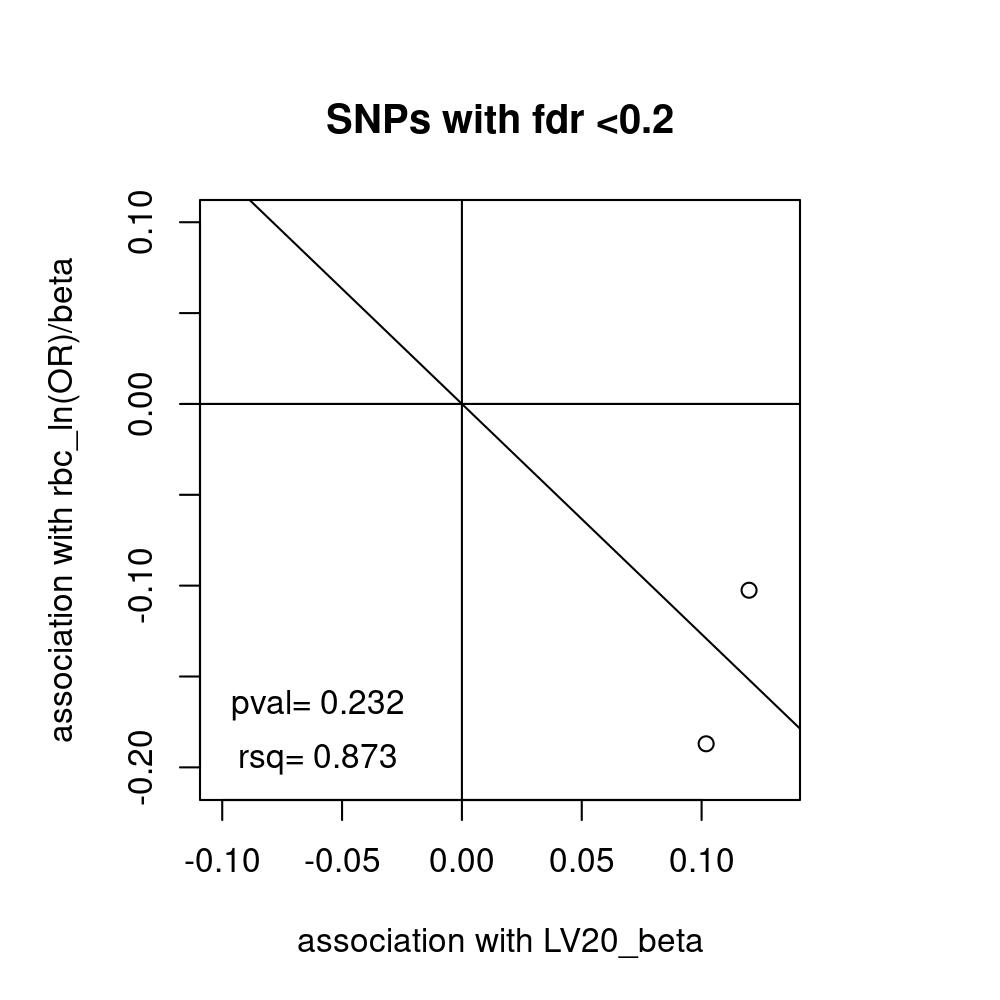 SNPs with fdr <0.2
association with rbc_ln(OR)/beta
0.10
0.00
-0.10
-0.20
pval= 0.232
rsq= 0.873
-0.10 -0.05 0.00 0.05 0.10
association with LV20_beta